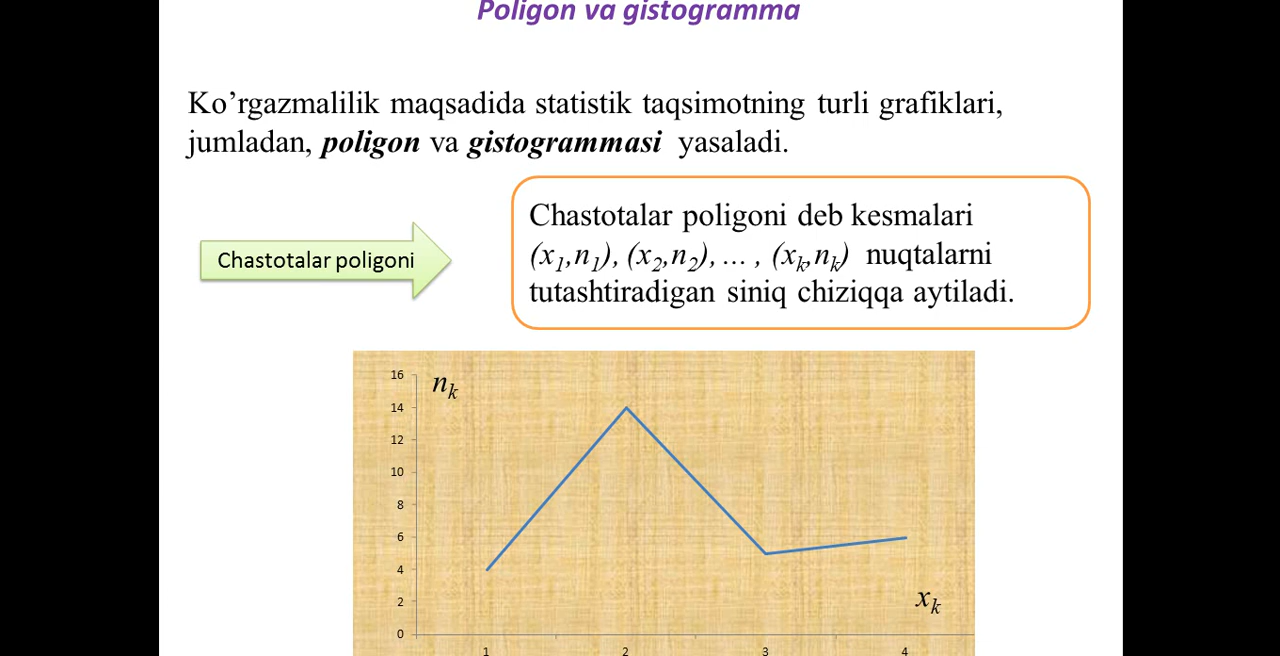 Poligon va gistogramma
Ko’rgazmalilik maqsadida statistik taqsimotning turli grafiklari,
jumladan, poligon va gistogrammasi yasaladi.
Chastotalar poligoni
Chastotalar poligoni deb kesmalari
(x₁,n₁), (x₂,n₂), … , (xₖ,nₖ) nuqtalarni
tutashtiradigan siniq chiziqqa aytiladi.
nₖ
16
14
12
10
8
6
4
2
0
xₖ
1 2 3 4